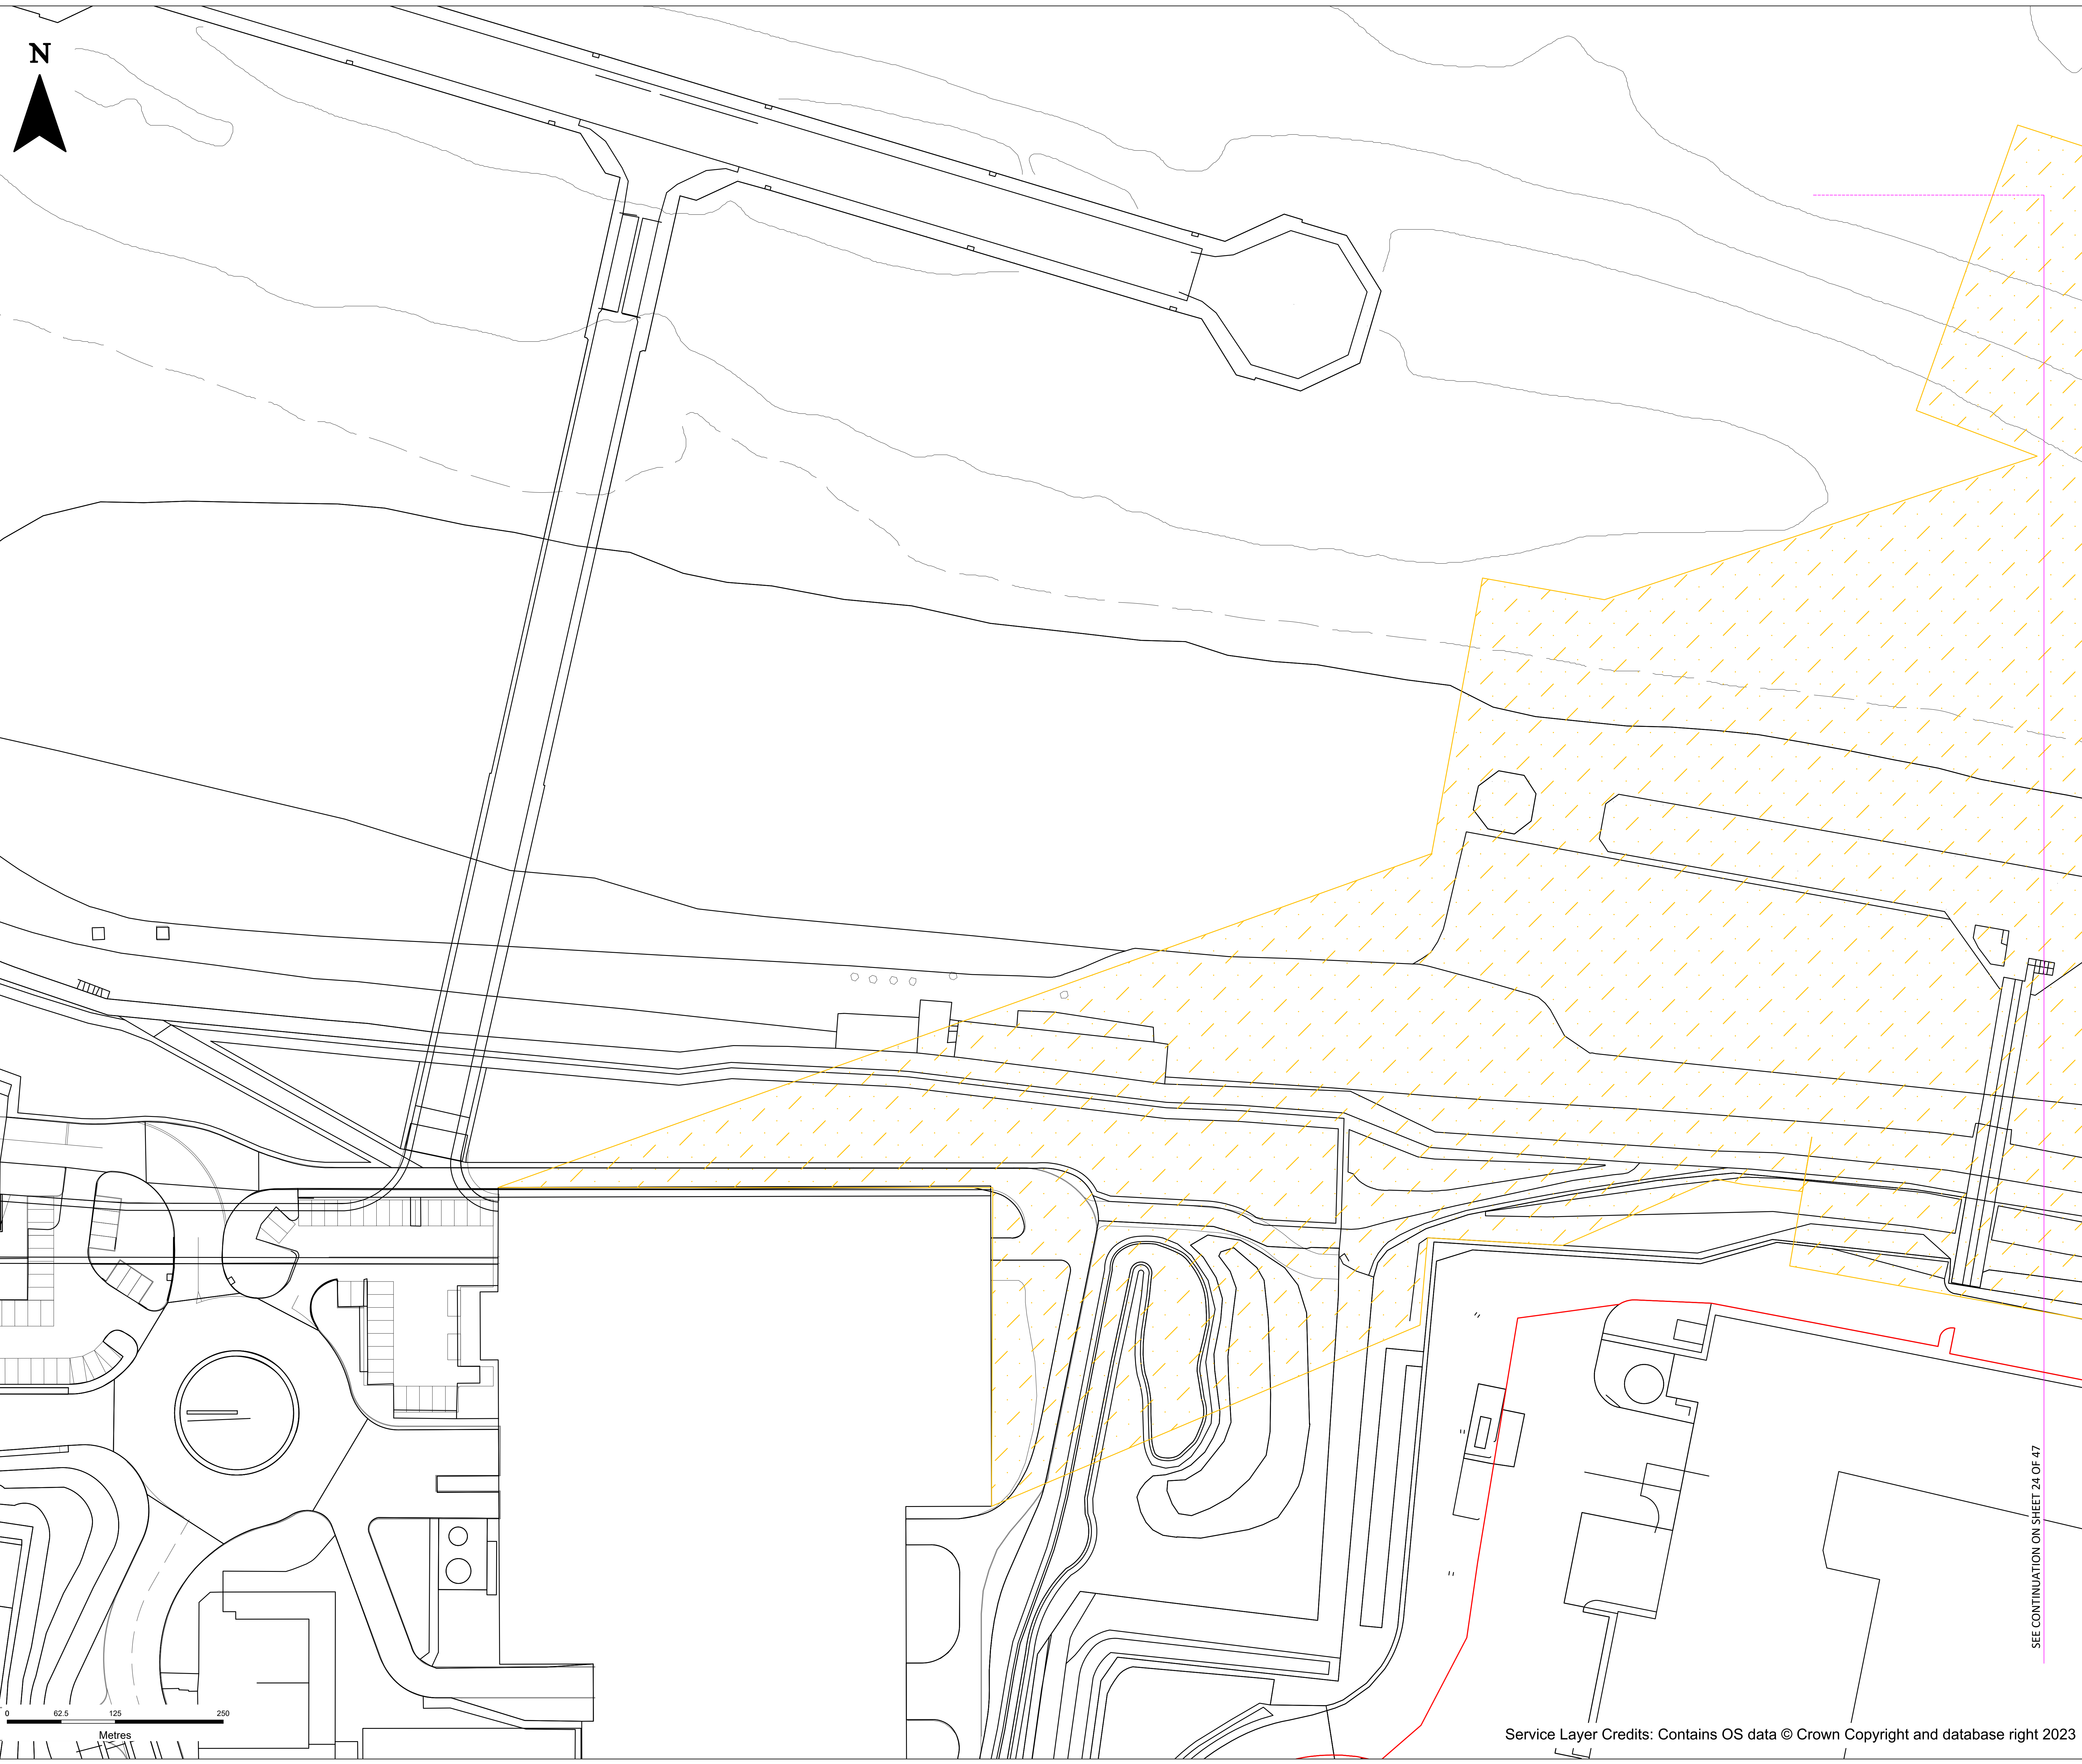 N
SEE CONTINUATION ON SHEET 24 OF 47
0 62.5 125 250
Metres
Service Layer Credits: Contains OS data © Crown Copyright and database right 2023